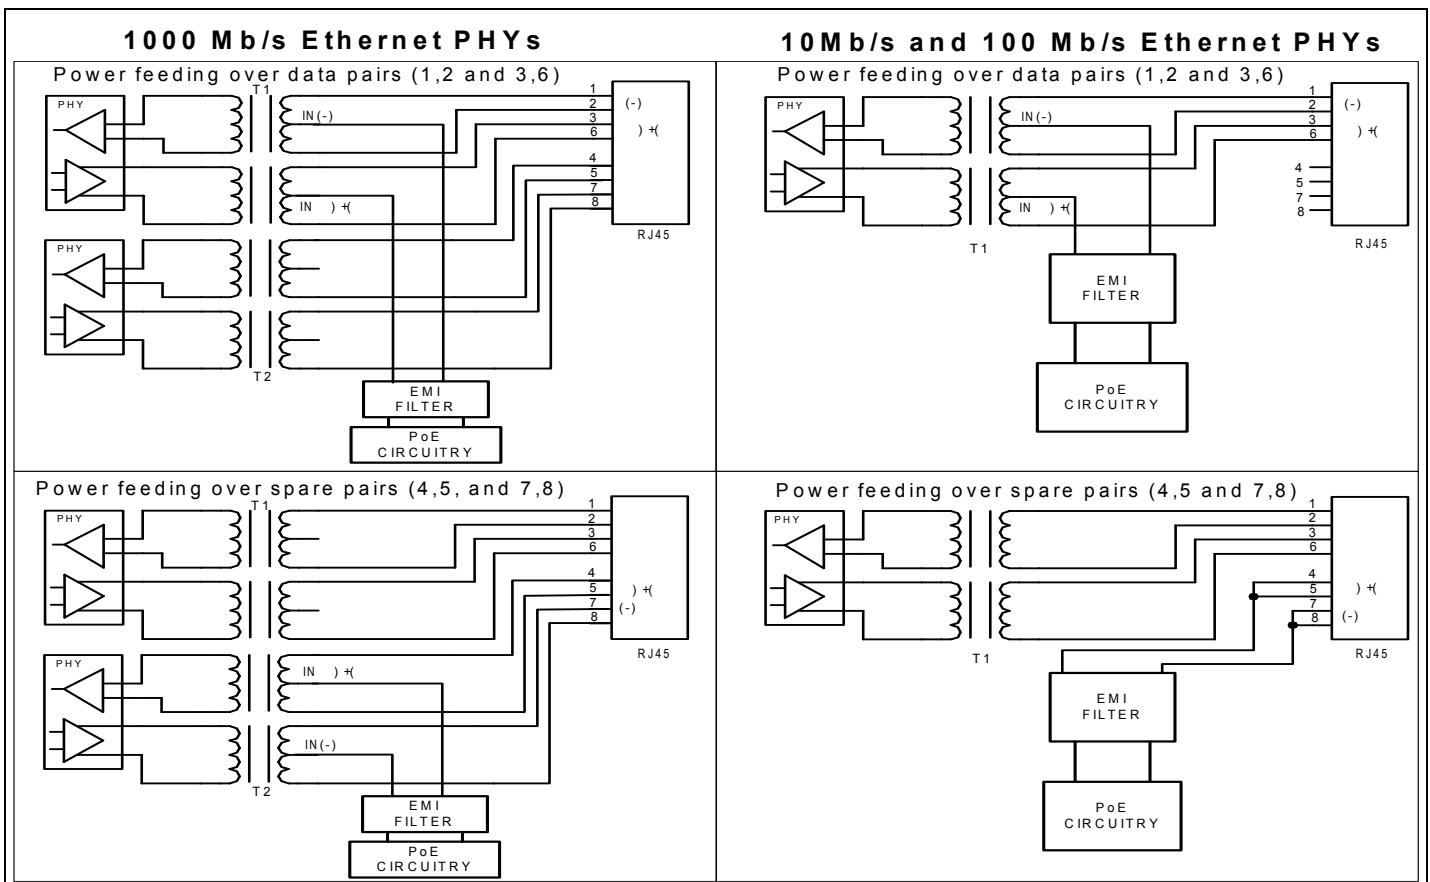 1000 Mb/s Ethernet PHYs
10Mb/s and 100 Mb/s Ethernet PHYs
Power feeding over data pairs (1,2 and 3,6)
T1
PHY
IN(-)
IN ) +(
PHY
T2
1
2
3
6
4
5
7
8
(-)
) +(
RJ45
EMI
FILTER
PoE
CIRCUITRY
Power feeding over data pairs (1,2 and 3,6)
PHY
IN(-)
IN ) +(
T1
1
2
3
6
4
5
7
8
(-)
) +(
RJ45
EMI
FILTER
PoE
CIRCUITRY
Power feeding over spare pairs (4,5, and 7,8)
T1
PHY
PHY
IN ) +(
IN(-)
T2
1
2
3
6
4
5
7
8
) +(
(-)
RJ45
EMI
FILTER
PoE
CIRCUITRY
Power feeding over spare pairs (4,5 and 7,8)
PHY
T1
1
2
3
6
4
5
7
8
) +(
(-)
RJ45
EMI
FILTER
PoE
CIRCUITRY